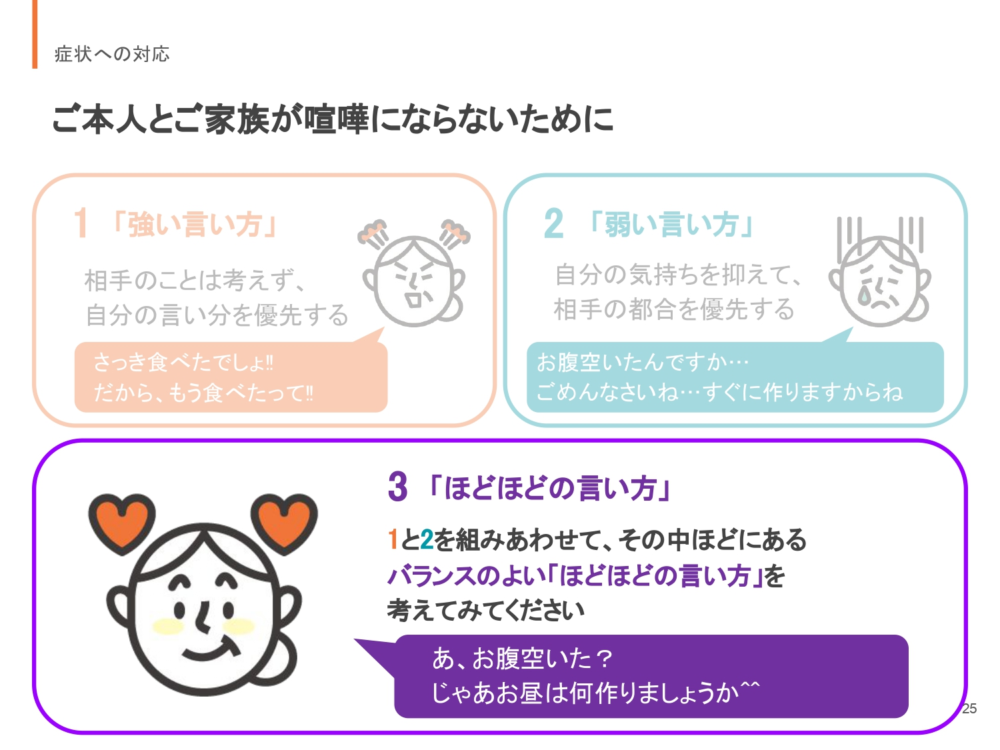 症状への対応
ご本人とご家族が喧嘩にならないために
1 「強い言い方」
相手のことは考えず、
自分の言い分を優先する
さっき食べたでしょ!!
だから、もう食べたって!!
2 「弱い言い方」
自分の気持ちを抑えて、
相手の都合を優先する
お腹空いたんですか…
ごめんなさいね…すぐに作りますからね
3 「ほどほどの言い方」
1と2を組みあわせて、その中ほどにある
バランスのよい「ほどほどの言い方」を
考えてみてください
あ、お腹空いた？
じゃあお昼は何作りましょうか^^
25